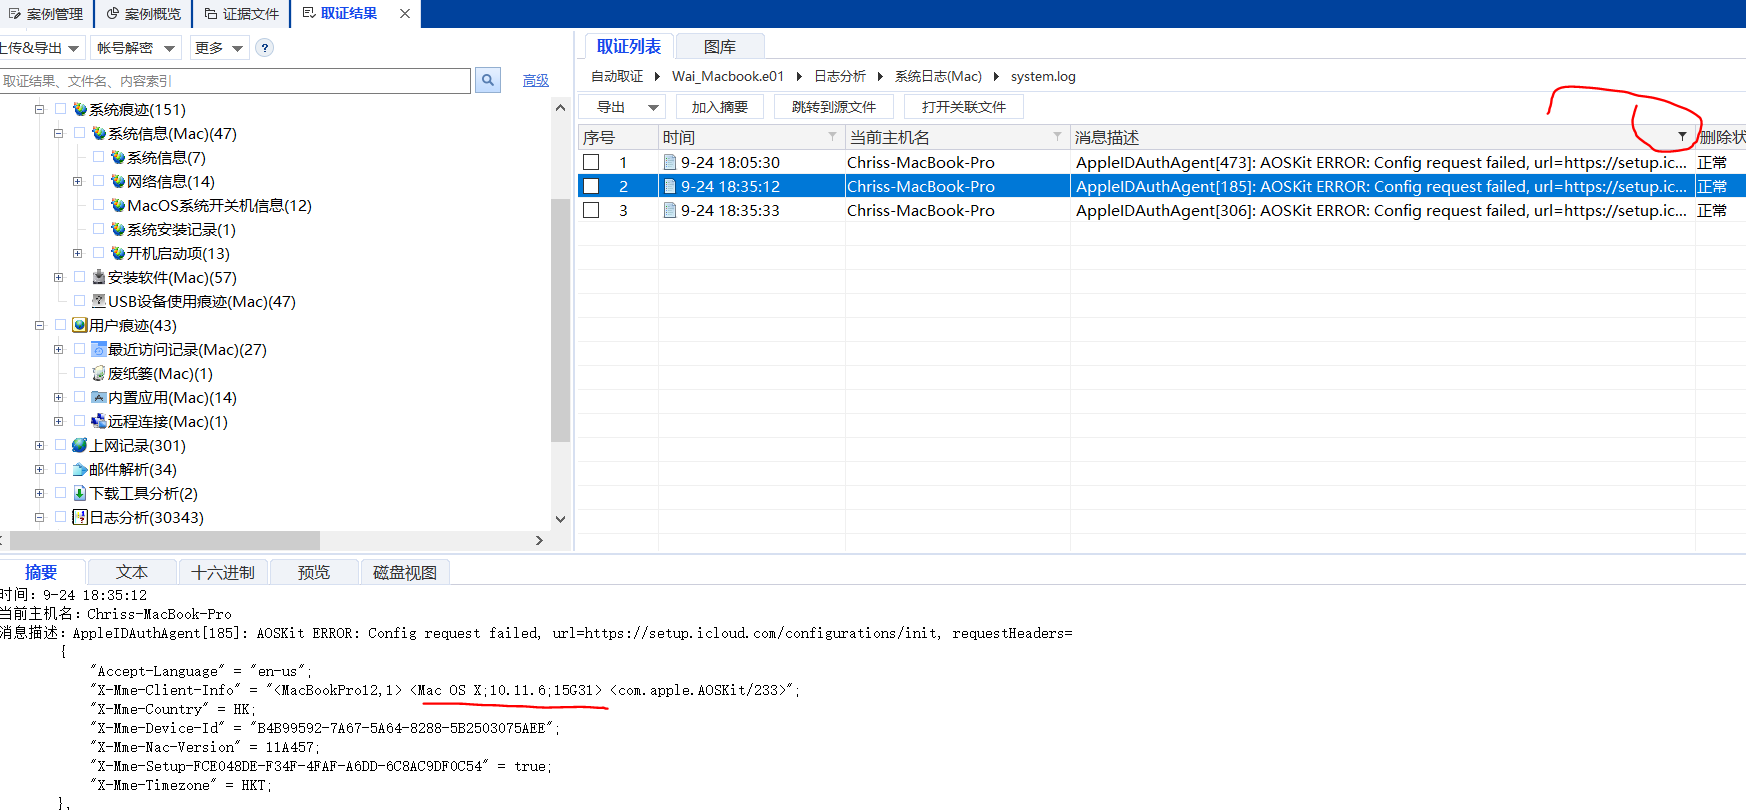 案例管理 案例概览 证据文件 取证结果
上传&导出 帐号解密 更多 ?
取证结果、文件名、内容索引 高级
系统痕迹(151)
系统信息(Mac)(47)
系统信息(7)
网络信息(14)
MacOS系统开关机信息(12)
系统安装记录(1)
开机启动项(13)
安装软件(Mac)(57)
USB设备使用痕迹(Mac)(47)
用户痕迹(43)
最近访问记录(Mac)(27)
废纸篓(Mac)(1)
内置应用(Mac)(14)
远程连接(Mac)(1)
上网记录(301)
邮件解析(34)
下载工具分析(2)
日志分析(30343)
取证列表 图库
自动取证 Wai_Macbook.e01 日志分析 系统日志(Mac) system.log
导出 加入摘要 跳转到源文件 打开关联文件
序号 时间 当前主机名 消息描述 删除状
1 9-24 18:05:30 Chriss-MacBook-Pro AppleIDAuthAgent[473]: AOSKit ERROR: Config request failed, url=https://setup.ic... 正常
2 9-24 18:35:12 Chriss-MacBook-Pro AppleIDAuthAgent[185]: AOSKit ERROR: Config request failed, url=https://setup.ic... 正常
3 9-24 18:35:33 Chriss-MacBook-Pro AppleIDAuthAgent[306]: AOSKit ERROR: Config request failed, url=https://setup.ic... 正常
摘要 文本 十六进制 预览 磁盘视图
时间：9-24 18:35:12
当前主机名：Chriss-MacBook-Pro
消息描述：AppleIDAuthAgent[185]: AOSKit ERROR: Config request failed, url=https://setup.icloud.com/configurations/init, requestHeaders=
{
"Accept-Language" = "en-us";
"X-Mme-Client-Info" = "<MacBookPro12,1> <Mac OS X;10.11.6;15G31> <com.apple.AOSKit/233>";
"X-Mme-Country" = HK;
"X-Mme-Device-Id" = "B4B99592-7A67-5A64-8288-5B2503075AEE";
"X-Mme-Nac-Version" = 11A457;
"X-Mme-Setup-FCE048DE-F34F-4FAF-A6DD-6C8AC9DF0C54" = true;
"X-Mme-Timezone" = HKT;
},